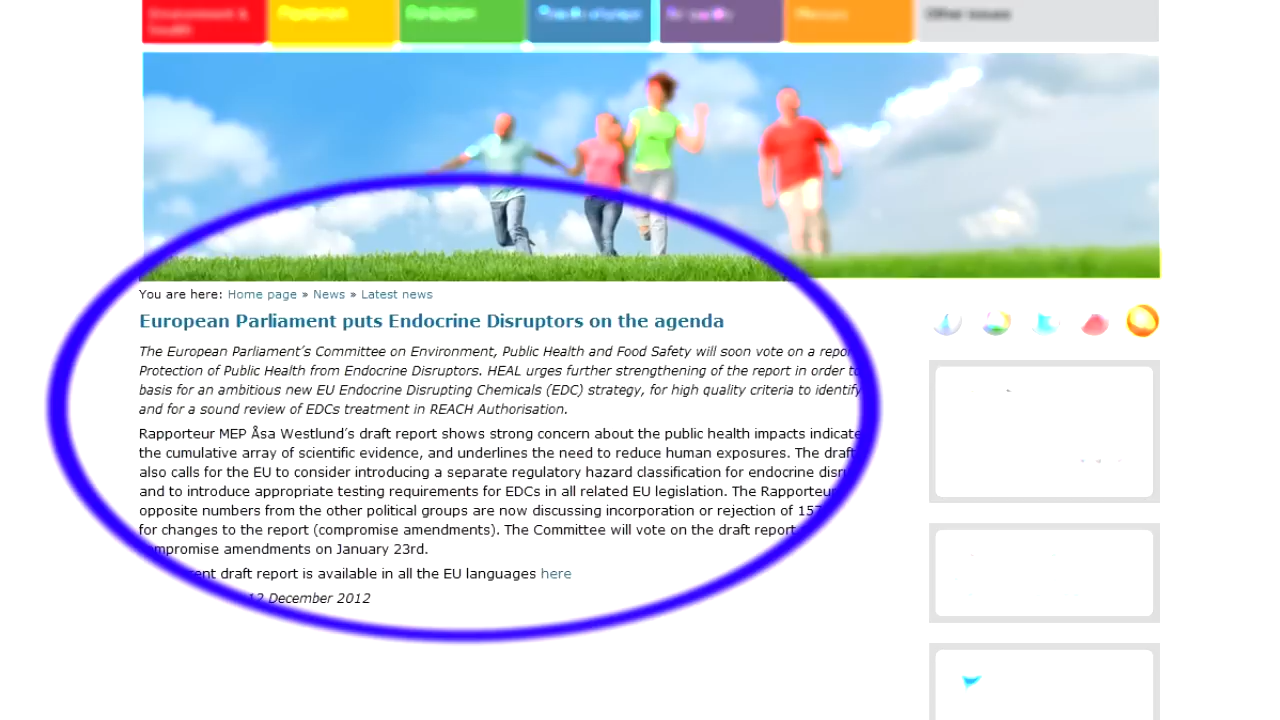 Environment &
health
Other issues
You are here: Home page » News » Latest news
European Parliament puts Endocrine Disruptors on the agenda
The European Parliament´s Committee on Environment, Public Health and Food Safety will soon vote on a
Protection of Public Health from Endocrine Disruptors. HEAL urges further strengthening of the report in order to
basis for an ambitious new EU Endocrine Disrupting Chemicals (EDC) strategy, for high quality criteria to identify
and for a sound review of EDCs treatment in REACH Authorisation.
Rapporteur MEP Åsa Westlund´s draft report shows strong concern about the public health impacts
the cumulative array of scientific evidence, and underlines the need to reduce human exposures. The draft
also calls for the EU to consider introducing a separate regulatory hazard classification for endocrine
and to introduce appropriate testing requirements for EDCs in all related EU legislation. The Rapporteur
opposite numbers from the other political groups are now discussing incorporation or rejection of
for changes to the report (compromise amendments). The Committee will vote on the draft report
compromise amendments on January 23rd.
draft report is available in all the EU languages here
12 December 2012